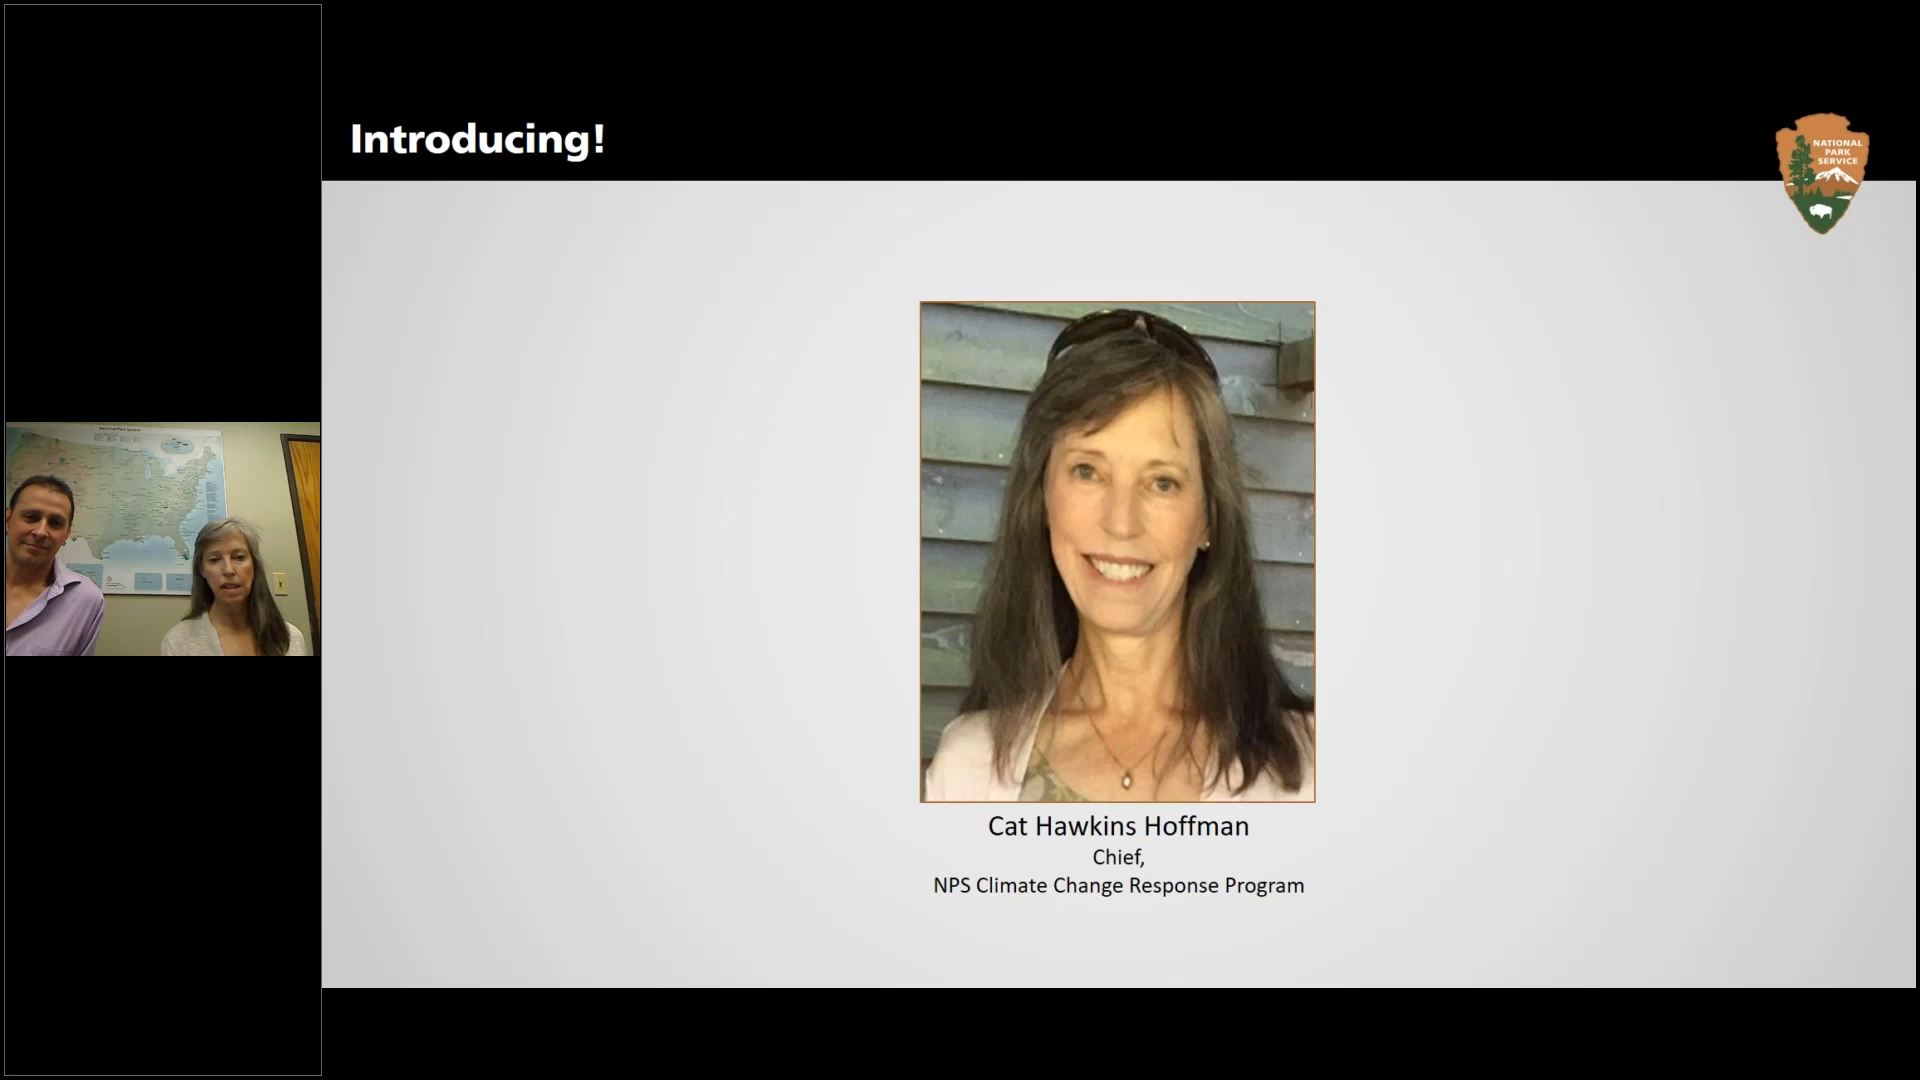 Introducing!
NATIONAL
PARK
SERVICE
Cat Hawkins Hoffman
Chief,
NPS Climate Change Response Program